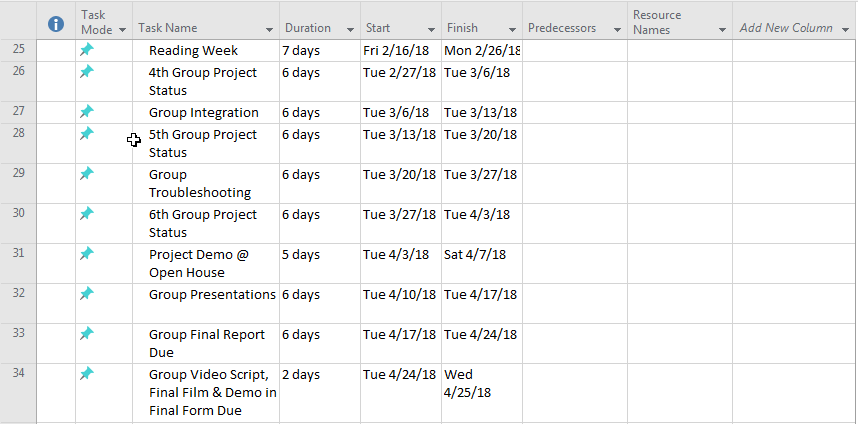 Task Mode Task Name Duration Start Finish Predecessors Resource Names Add New Column
25 Reading Week 7 days Fri 2/16/18 Mon 2/26/18
26 4th Group Project Status 6 days Tue 2/27/18 Tue 3/6/18
27 Group Integration 6 days Tue 3/6/18 Tue 3/13/18
28 5th Group Project Status 6 days Tue 3/13/18 Tue 3/20/18
29 Group Troubleshooting 6 days Tue 3/20/18 Tue 3/27/18
30 6th Group Project Status 6 days Tue 3/27/18 Tue 4/3/18
31 Project Demo @ Open House 5 days Tue 4/3/18 Sat 4/7/18
32 Group Presentations 6 days Tue 4/10/18 Tue 4/17/18
33 Group Final Report Due 6 days Tue 4/17/18 Tue 4/24/18
34 Group Video Script, Final Film & Demo in Final Form Due 2 days Tue 4/24/18 Wed 4/25/18